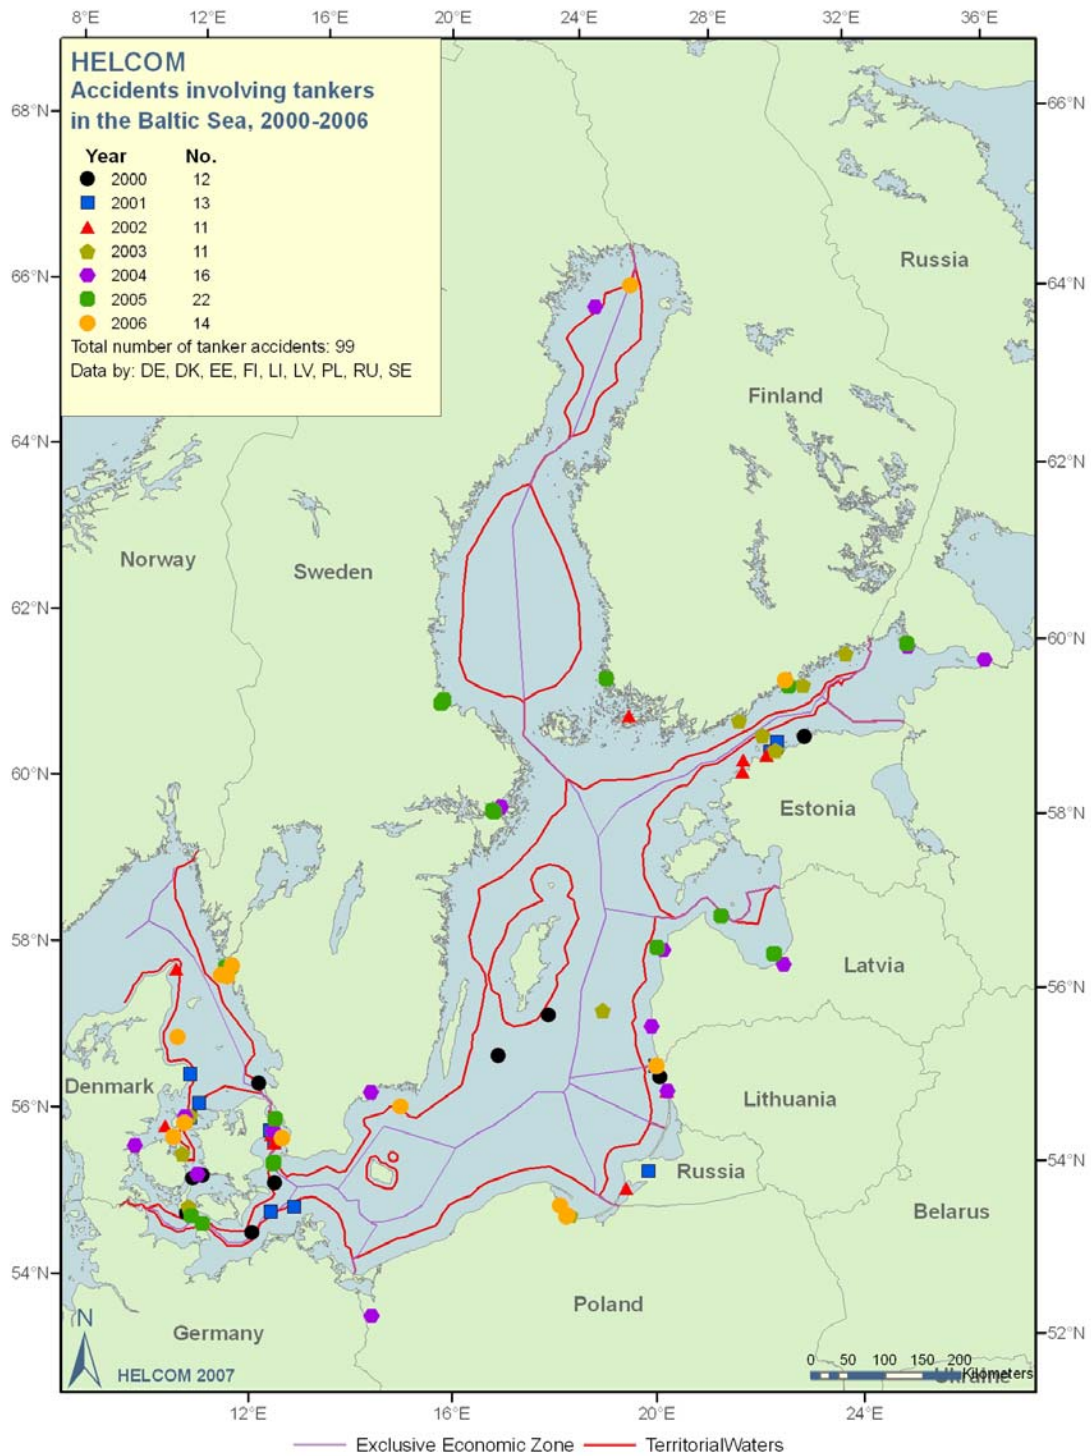 8°E 12°E 16°E 20°E 24°E 28°E 32°E 36°E
HELCOM
Accidents involving tankers
in the Baltic Sea, 2000-2006
Year No.
2000 12
2001 13
2002 11
2003 11
2004 16
2005 22
2006 14
Total number of tanker accidents: 99
Data by: DE, DK, EE, FI, LI, LV, PL, RU, SE
68°N
66°N
Russia
66°N
64°N
Finland
64°N
62°N
Norway
Sweden
62°N
60°N
60°N
Estonia
58°N
58°N
Latvia
56°N
Denmark
Lithuania
56°N
Russia
54°N
Belarus
54°N
Poland
N
Germany
52°N
HELCOM 2007
0 50 100 150 200
Kilometers
Ukraine
12°E 16°E 20°E 24°E
Exclusive Economic Zone TerritorialWaters